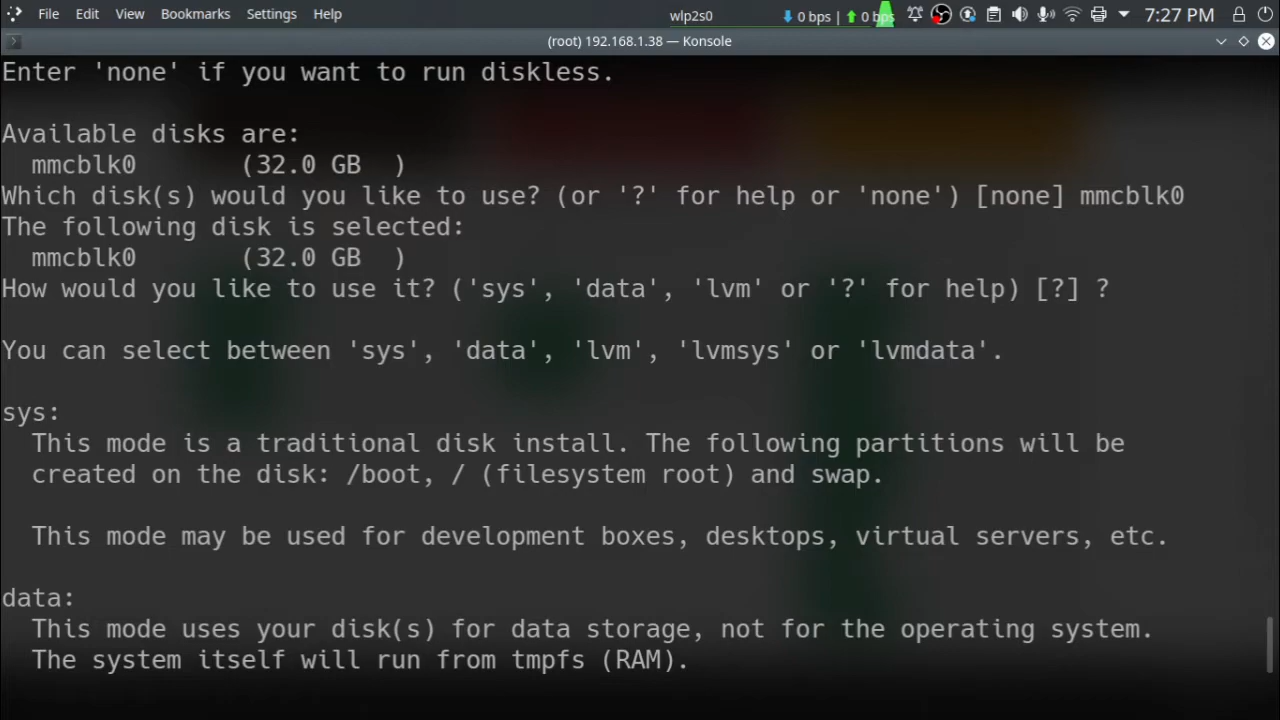 File Edit View Bookmarks Settings Help wlp2s0 0 bps | 0 bps 7:27 PM
(root) 192.168.1.38 — Konsole
Enter 'none' if you want to run diskless.
Available disks are:
mmcblk0 (32.0 GB )
Which disk(s) would you like to use? (or '?' for help or 'none') [none] mmcblk0
The following disk is selected:
mmcblk0 (32.0 GB )
How would you like to use it? ('sys', 'data', 'lvm' or '?' for help) [?] ?
You can select between 'sys', 'data', 'lvm', 'lvmsys' or 'lvmdata'.
sys:
This mode is a traditional disk install. The following partitions will be
created on the disk: /boot, / (filesystem root) and swap.
This mode may be used for development boxes, desktops, virtual servers, etc.
data:
This mode uses your disk(s) for data storage, not for the operating system.
The system itself will run from tmpfs (RAM).